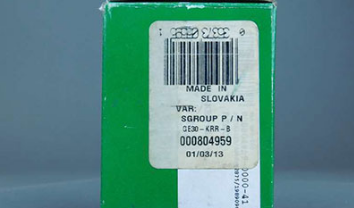 MADE IN
SLOVAKIA
VAR:
SGROUP P / N
GE30-KRR-B
000804959
01/03/13